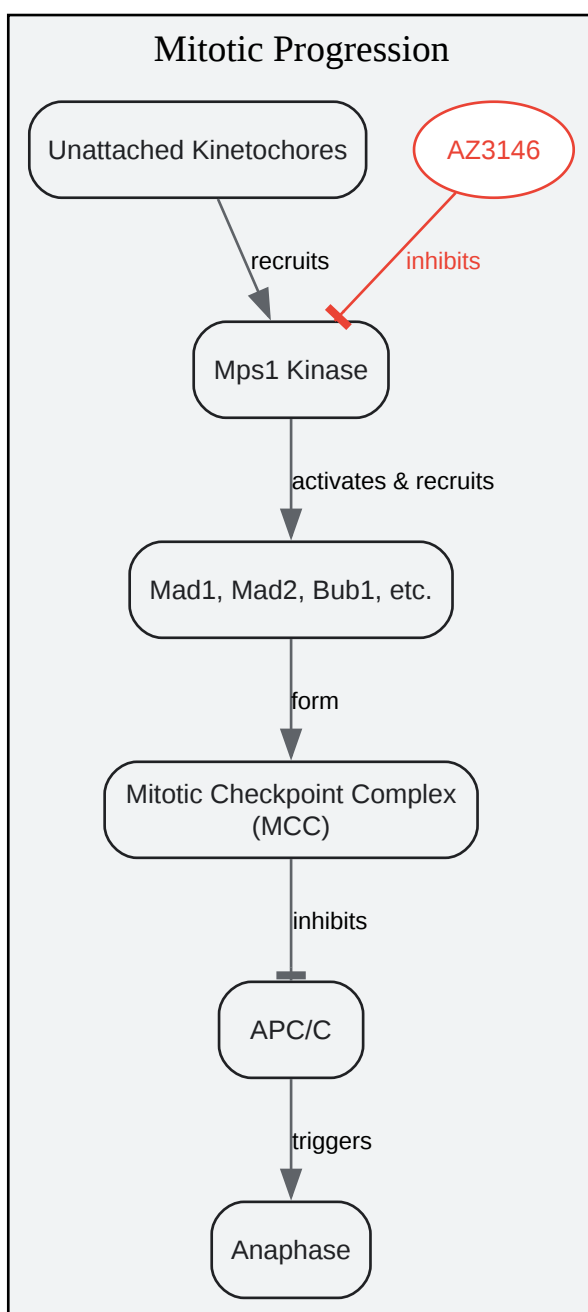 Mitotic Progression
Unattached Kinetochores
AZ3146
recruits
inhibits
Mps1 Kinase
activates & recruits
Mad1, Mad2, Bub1, etc.
form
Mitotic Checkpoint Complex
(MCC)
inhibits
APC/C
triggers
Anaphase